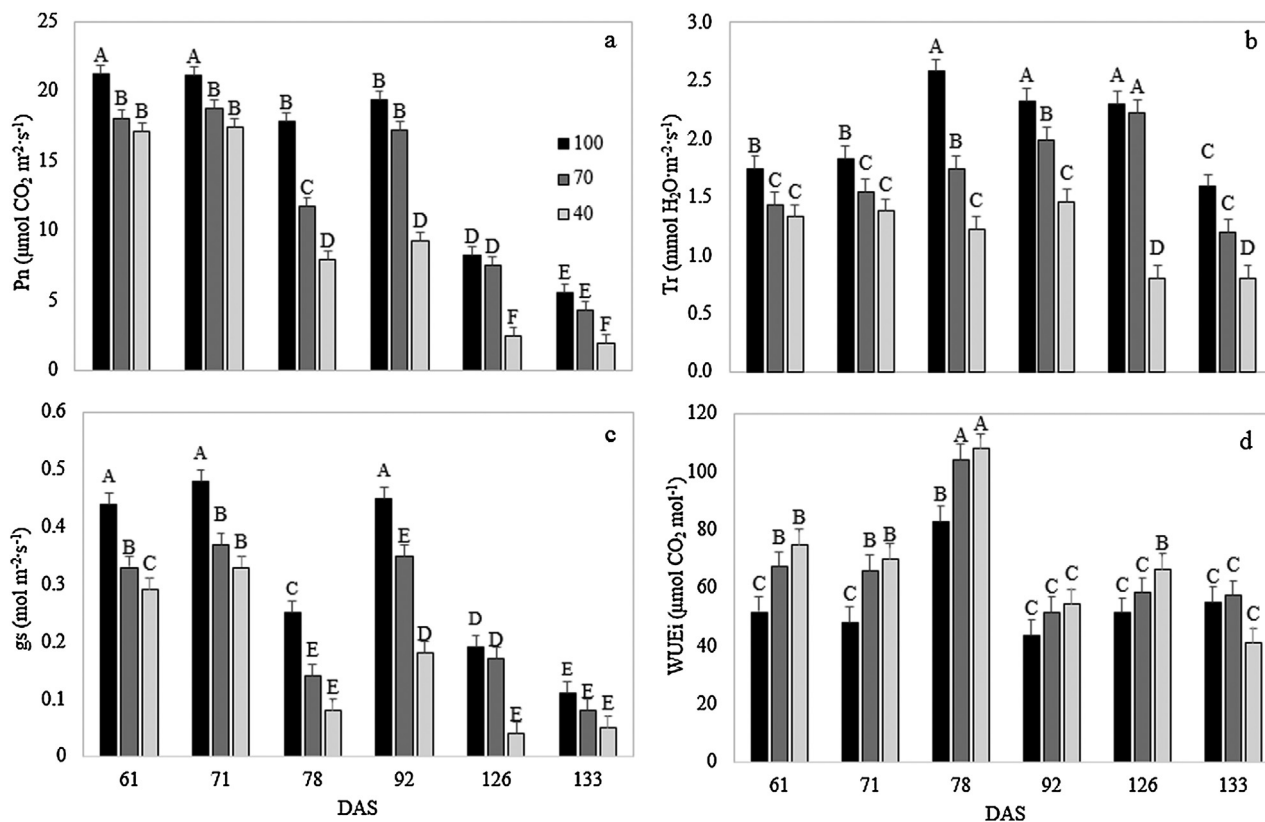 a
Pn (µmol CO2 m-2·s-1)
25
20
15
10
5
0
A B B
A B B
B C D
B B D
D D F
E E F
100
70
40
b
Tr (mmol H2O·m-2·s-1)
3.0
2.5
2.0
1.5
1.0
0.5
0.0
B C C
B C C
A B C
A B C
A A D
C C D
c
gs (mol m-2·s-1)
0.6
0.5
0.4
0.3
0.2
0.1
0
A B C
A B B
C E E
A E D
D D E
E E E
61 71 78 92 126 133
DAS
d
WUEi (µmol CO2 mol-1)
120
100
80
60
40
20
0
C B B
C B B
B A A
C C C
C C B
C C C
61 71 78 92 126 133
DAS